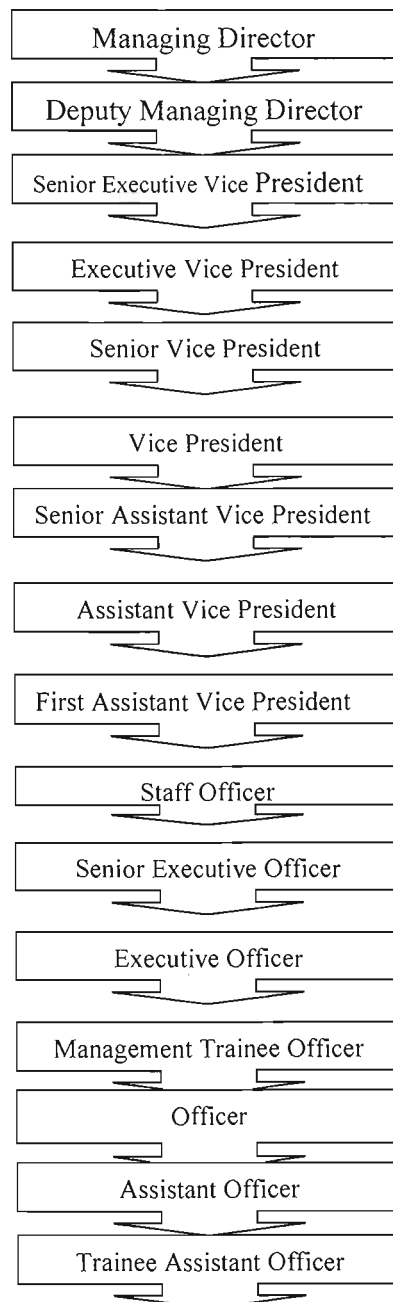 Managing Director
Deputy Managing Director
Senior Executive Vice President
Executive Vice President
Senior Vice President
Vice President
Senior Assistant Vice President
Assistant Vice President
First Assistant Vice President
Staff Officer
Senior Executive Officer
Executive Officer
Management Trainee Officer
Officer
Assistant Officer
Trainee Assistant Officer